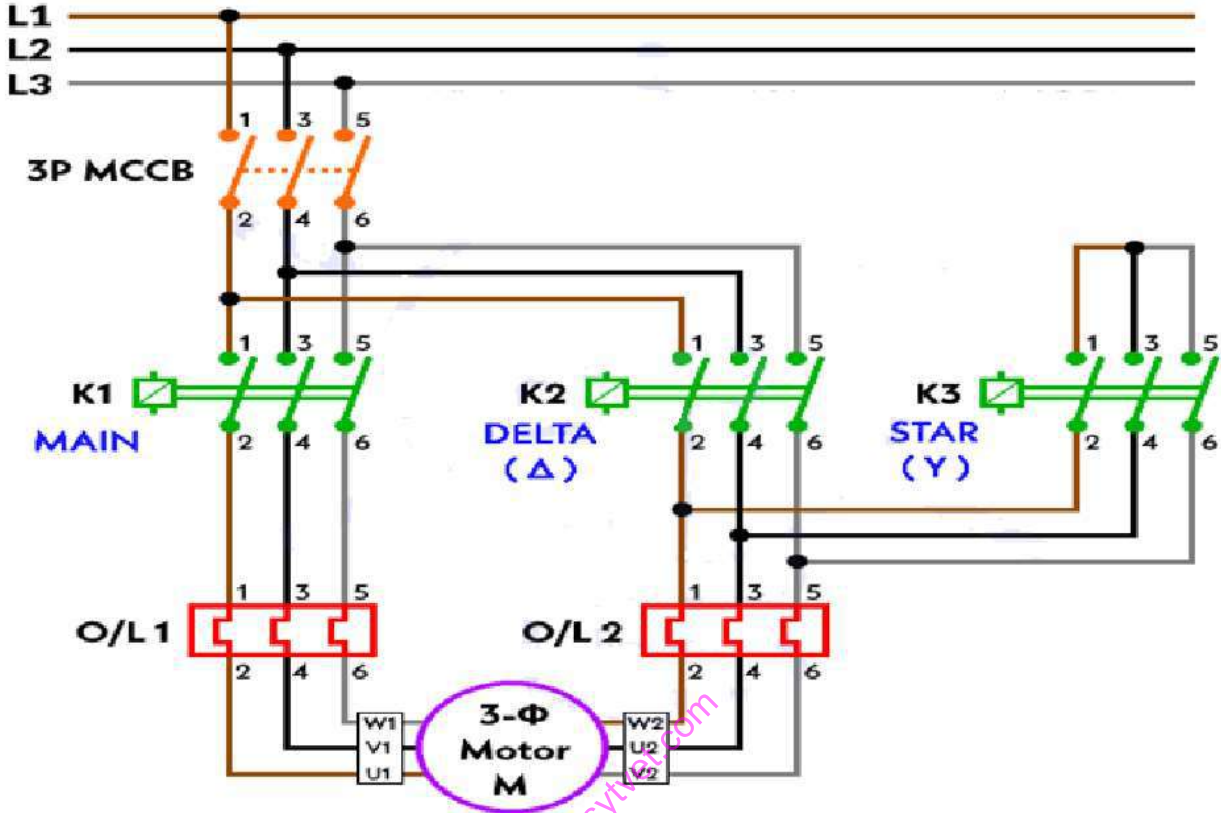 L1
L2
L3
1 3 5
3P MCCB
2 4 6
1 3 5 1 3 5 1 3 5
K1 K2 K3
2 4 6 2 4 6 2 4 6
MAIN DELTA STAR
(Δ) (Y)
1 3 5 1 3 5
O/L 1 O/L 2
2 4 6 2 4 6
W1 3-Φ W2
V1 Motor U2
U1 M V2